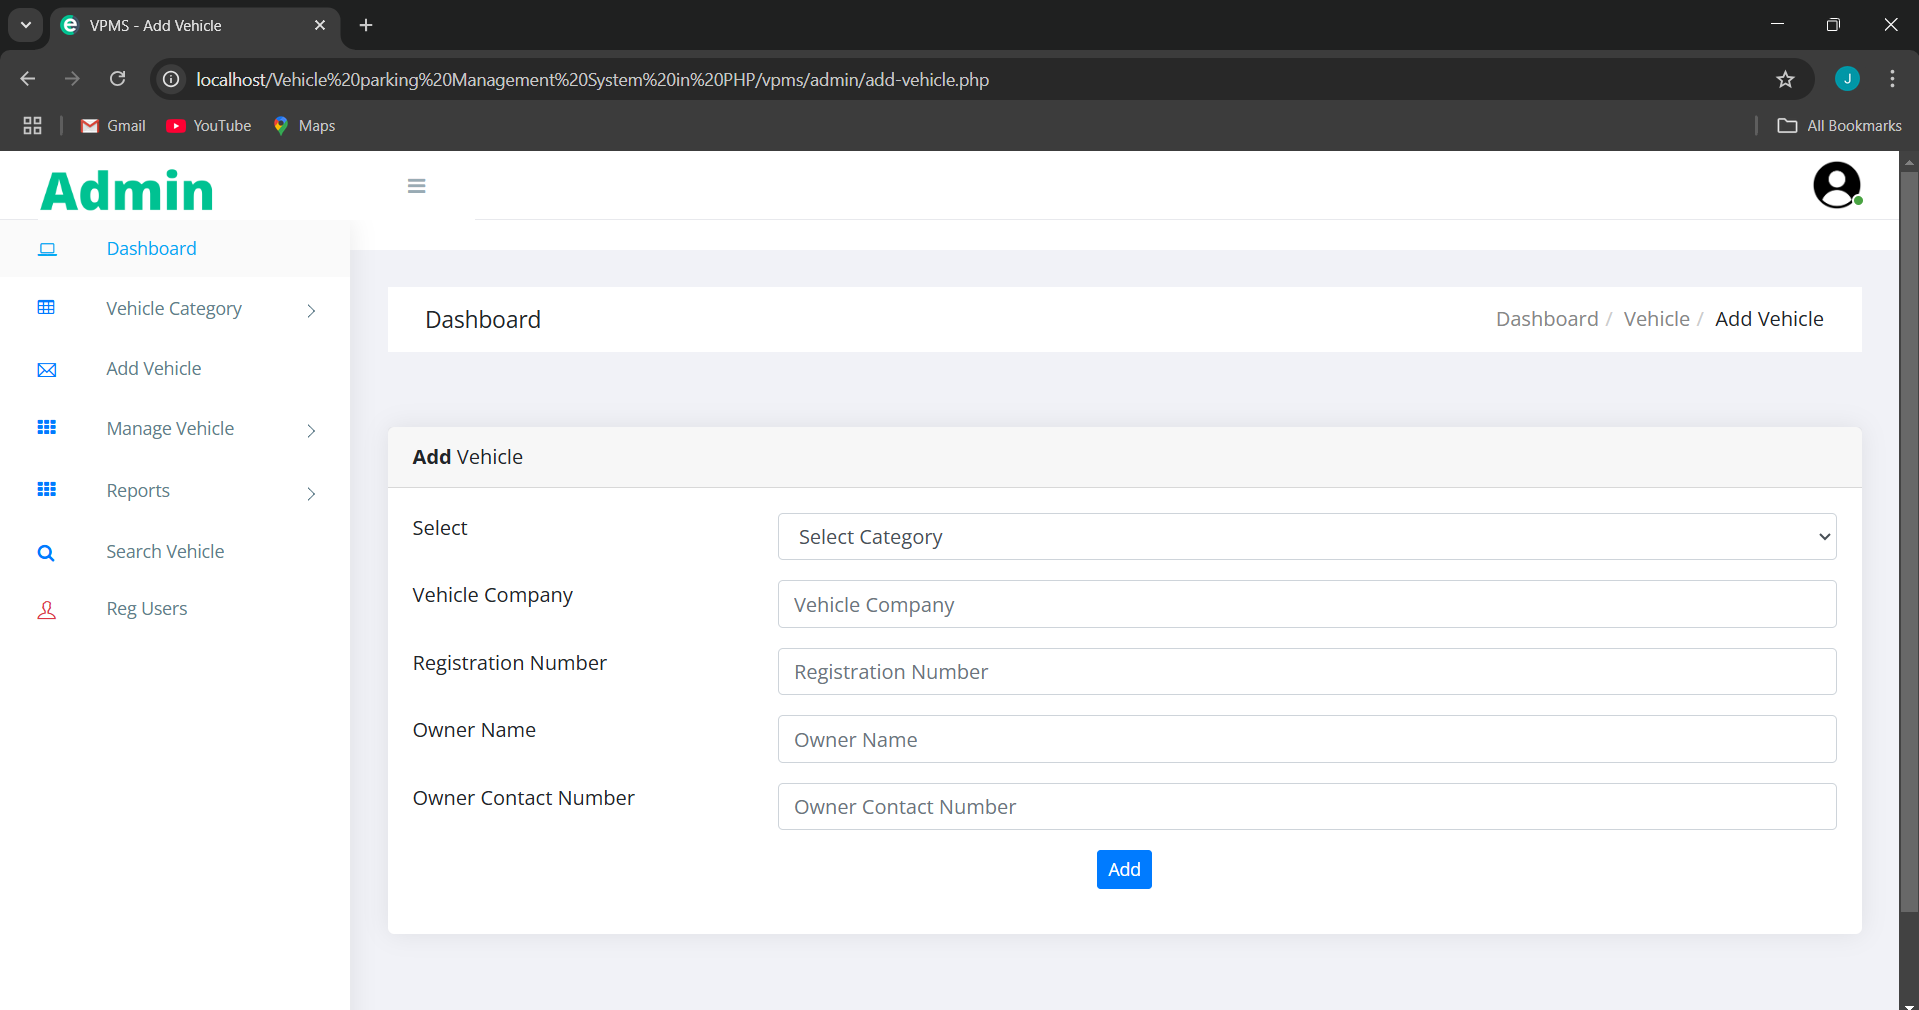 VPMS - Add Vehicle
localhost/Vehicle%20parking%20Management%20System%20in%20PHP/vpms/admin/add-vehicle.php
J
Gmail
YouTube
Maps
All Bookmarks
Admin
Dashboard
Vehicle Category
Add Vehicle
Manage Vehicle
Reports
Search Vehicle
Reg Users
Dashboard
Dashboard / Vehicle / Add Vehicle
Add Vehicle
Select
Select Category
Vehicle Company
Vehicle Company
Registration Number
Registration Number
Owner Name
Owner Name
Owner Contact Number
Owner Contact Number
Add